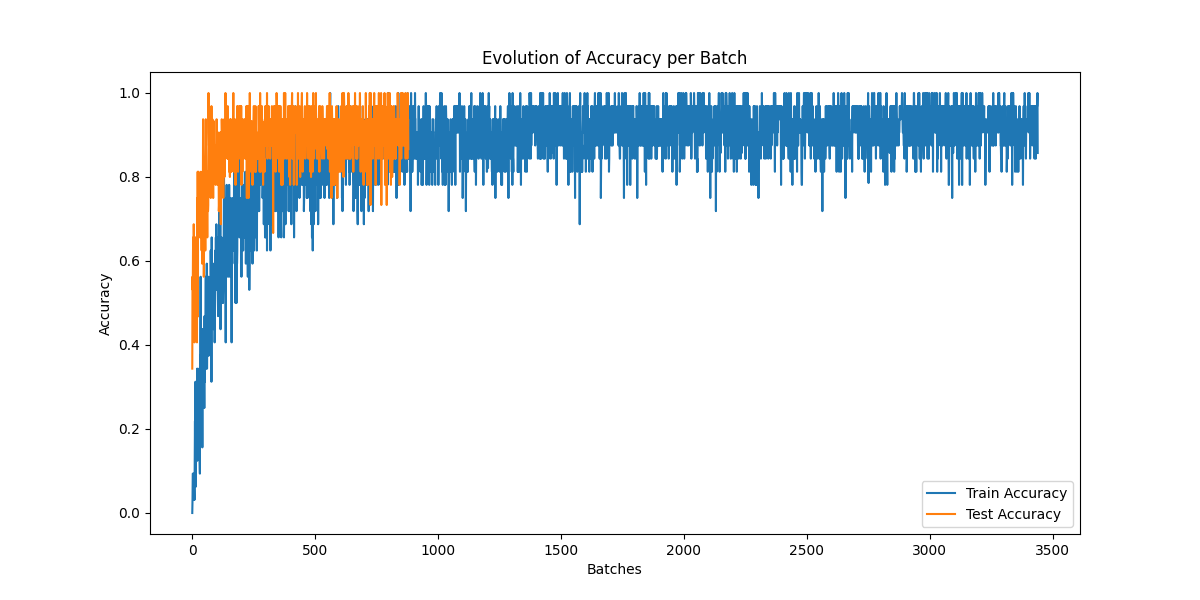 Evolution of Accuracy per Batch
1.0
0.8
0.6
0.4
0.2
0.0
Accuracy
0 500 1000 1500 2000 2500 3000 3500
Batches
Train Accuracy
Test Accuracy